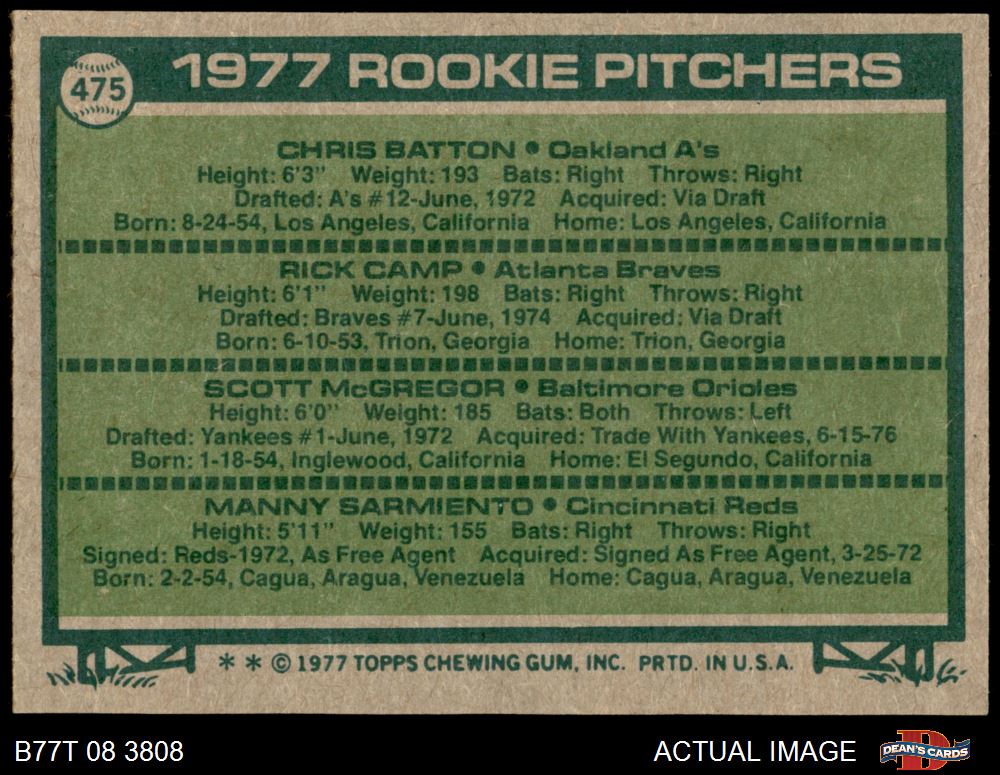 475
1977 ROOKIE PITCHERS
CHRIS BATTON • Oakland A's
Height: 6'3" Weight: 193 Bats: Right Throws: Right
Drafted: A's #12-June, 1972 Acquired: Via Draft
Born: 8-24-54, Los Angeles, California Home: Los Angeles, California
RICK CAMP • Atlanta Braves
Height: 6'1" Weight: 198 Bats: Right Throws: Right
Drafted: Braves #7-June, 1974 Acquired: Via Draft
Born: 6-10-53, Trion, Georgia Home: Trion, Georgia
SCOTT McGREGOR • Baltimore Orioles
Height: 6'0" Weight: 185 Bats: Both Throws: Left
Drafted: Yankees #1-June, 1972 Acquired: Trade With Yankees, 6-15-76
Born: 1-18-54, Inglewood, California Home: El Segundo, California
MANNY SARMIENTO • Cincinnati Reds
Height: 5'11" Weight: 155 Bats: Right Throws: Right
Signed: Reds-1972, As Free Agent Acquired: Signed As Free Agent, 3-25-72
Born: 2-2-54, Cagua, Aragua, Venezuela Home: Cagua, Aragua, Venezuela
* * © 1977 TOPPS CHEWING GUM, INC. PRTD. IN U.S.A.
B77T 08 3808 ACTUAL IMAGE DEAN'S CARDS